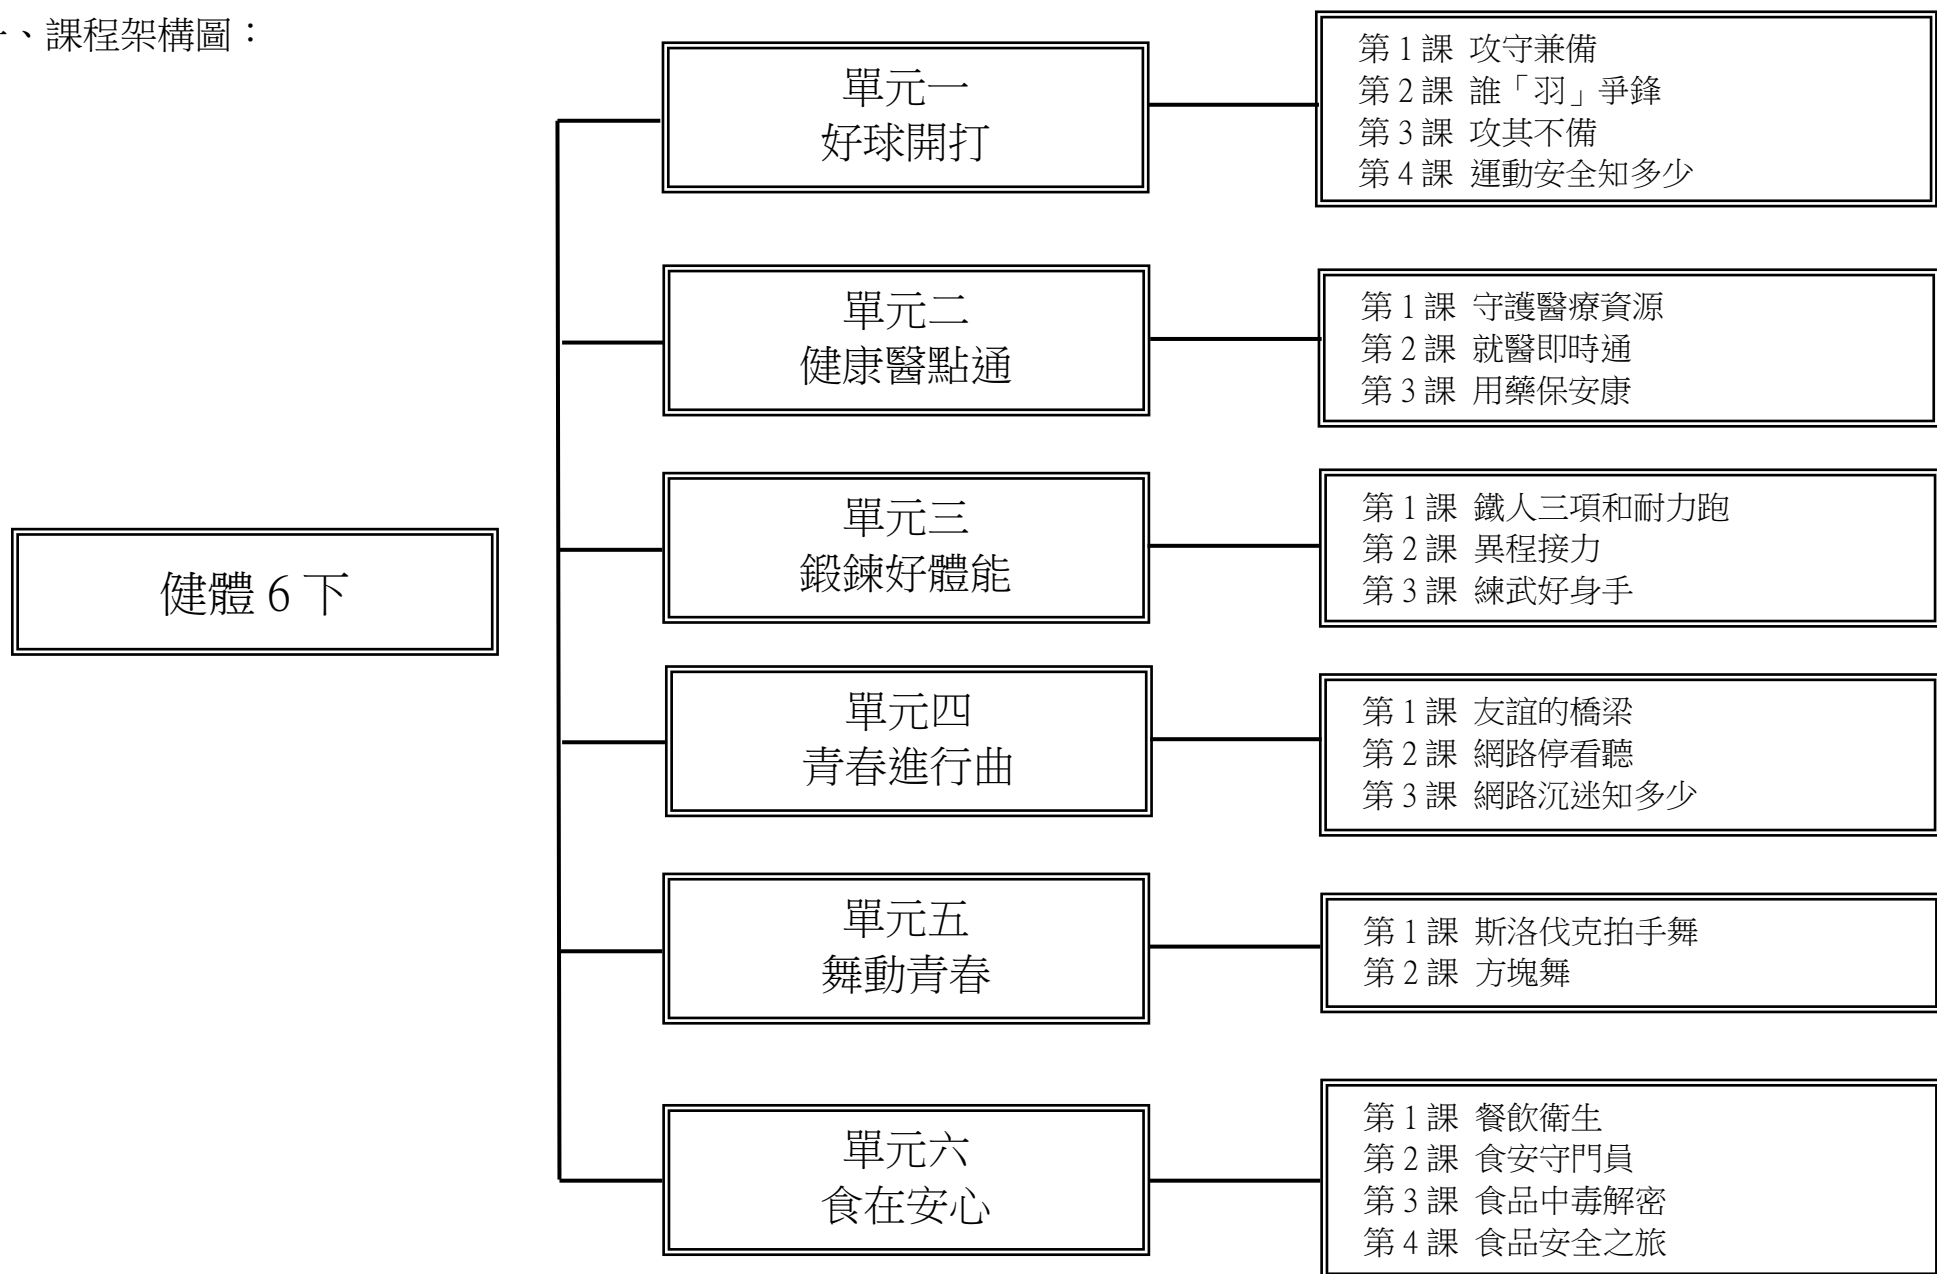 、課程架構圖：
健體 6 下
單元一
好球開打
第 1 課 攻守兼備
第 2 課 誰「羽」爭鋒
第 3 課 攻其不備
第 4 課 運動安全知多少
單元二
健康醫點通
第 1 課 守護醫療資源
第 2 課 就醫即時通
第 3 課 用藥保安康
單元三
鍛鍊好體能
第 1 課 鐵人三項和耐力跑
第 2 課 異程接力
第 3 課 練武好身手
單元四
青春進行曲
第 1 課 友誼的橋梁
第 2 課 網路停看聽
第 3 課 網路沉迷知多少
單元五
舞動青春
第 1 課 斯洛伐克拍手舞
第 2 課 方塊舞
單元六
食在安心
第 1 課 餐飲衛生
第 2 課 食安守門員
第 3 課 食品中毒解密
第 4 課 食品安全之旅